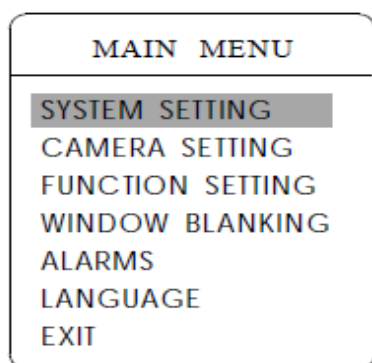 MAIN MENU
SYSTEM SETTING
CAMERA SETTING
FUNCTION SETTING
WINDOW BLANKING
ALARMS
LANGUAGE
EXIT